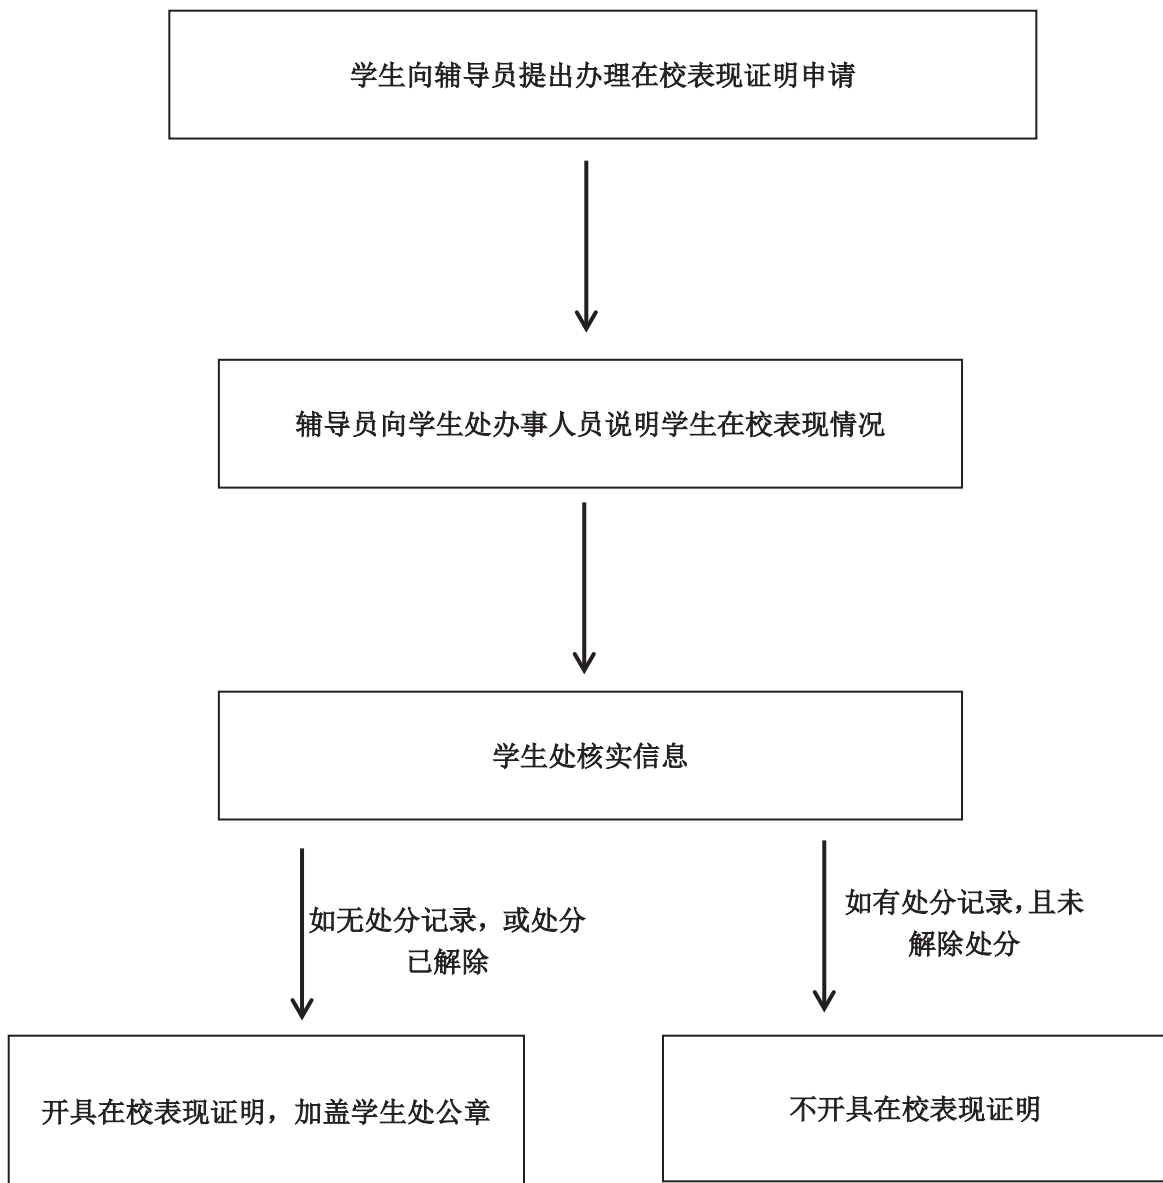 学生向辅导员提出办理在校表现证明申请
辅导员向学生处办事人员说明学生在校表现情况
学生处核实信息
如无处分记录，或处分
已解除
如有处分记录，且未
解除处分
开具在校表现证明，加盖学生处公章
不开具在校表现证明